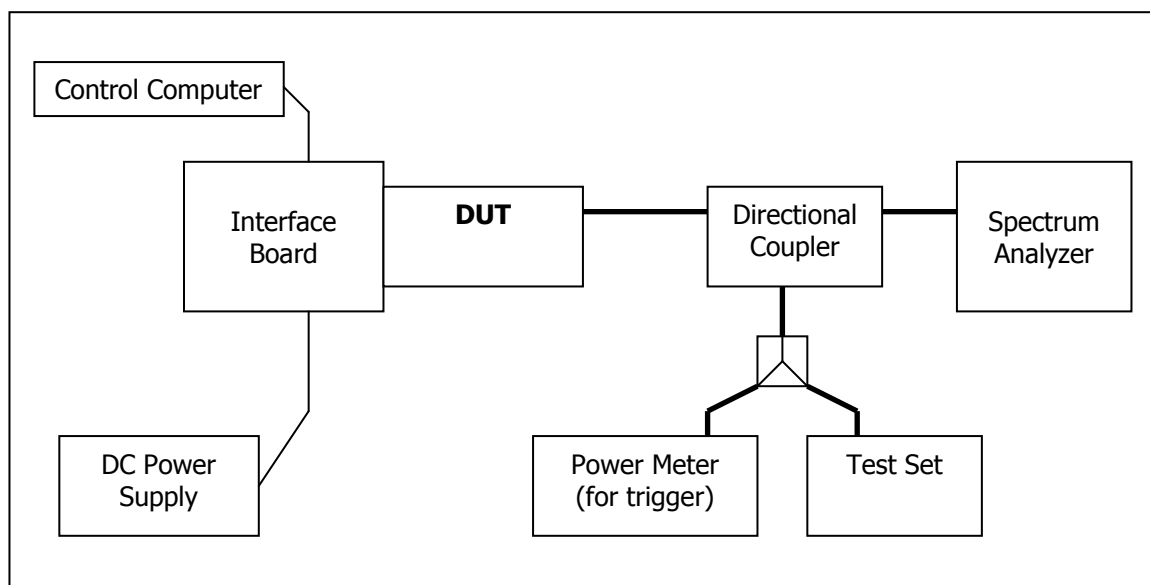 Control Computer
Interface
Board
DUT
Directional
Coupler
Spectrum
Analyzer
DC Power
Supply
Power Meter
(for trigger)
Test Set